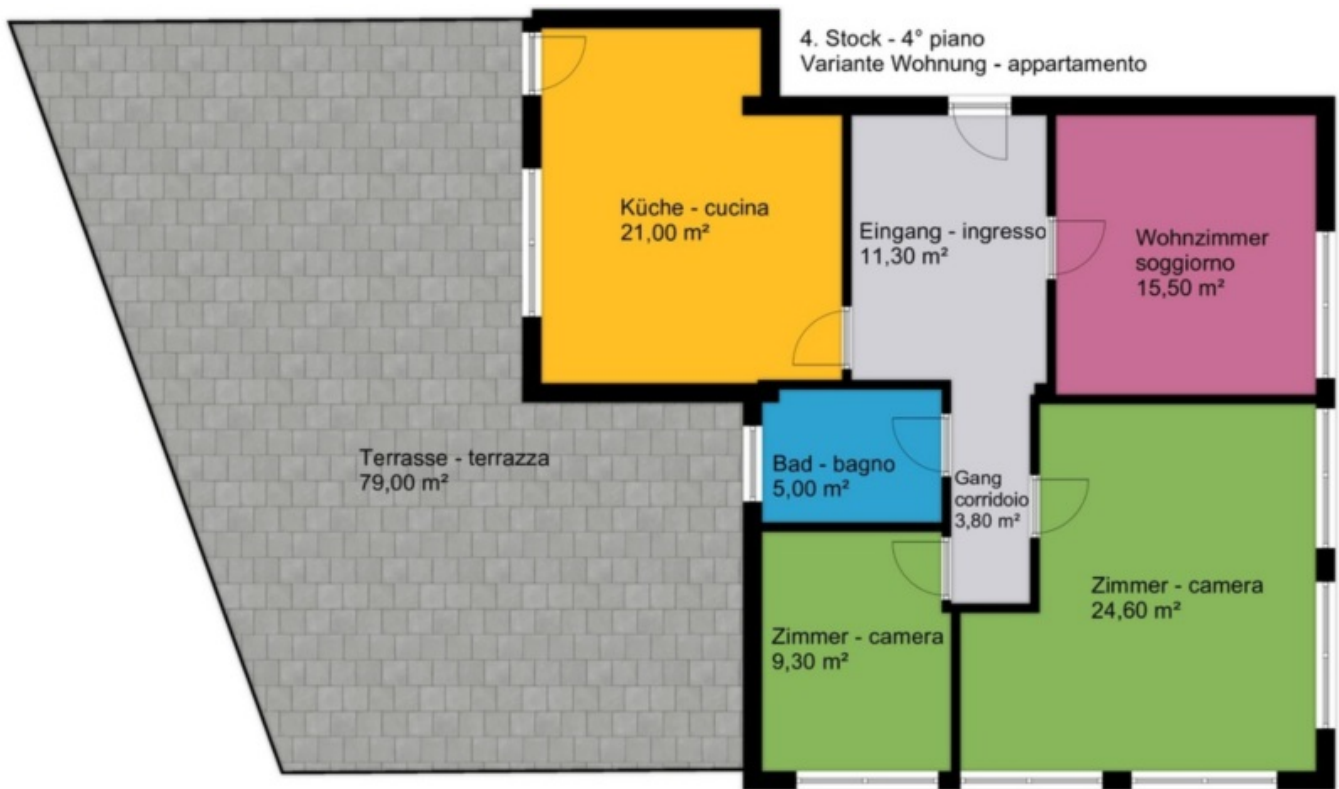 4. Stock - 4° piano
Variante Wohnung - appartamento
Küche - cucina
21,00 m²
Eingang - ingresso
11,30 m²
Wohnzimmer
soggiorno
15,50 m²
Terrasse - terrazza
79,00 m²
Bad - bagno
5,00 m²
Gang
corridoio
3,80 m²
Zimmer - camera
24,60 m²
Zimmer - camera
9,30 m²